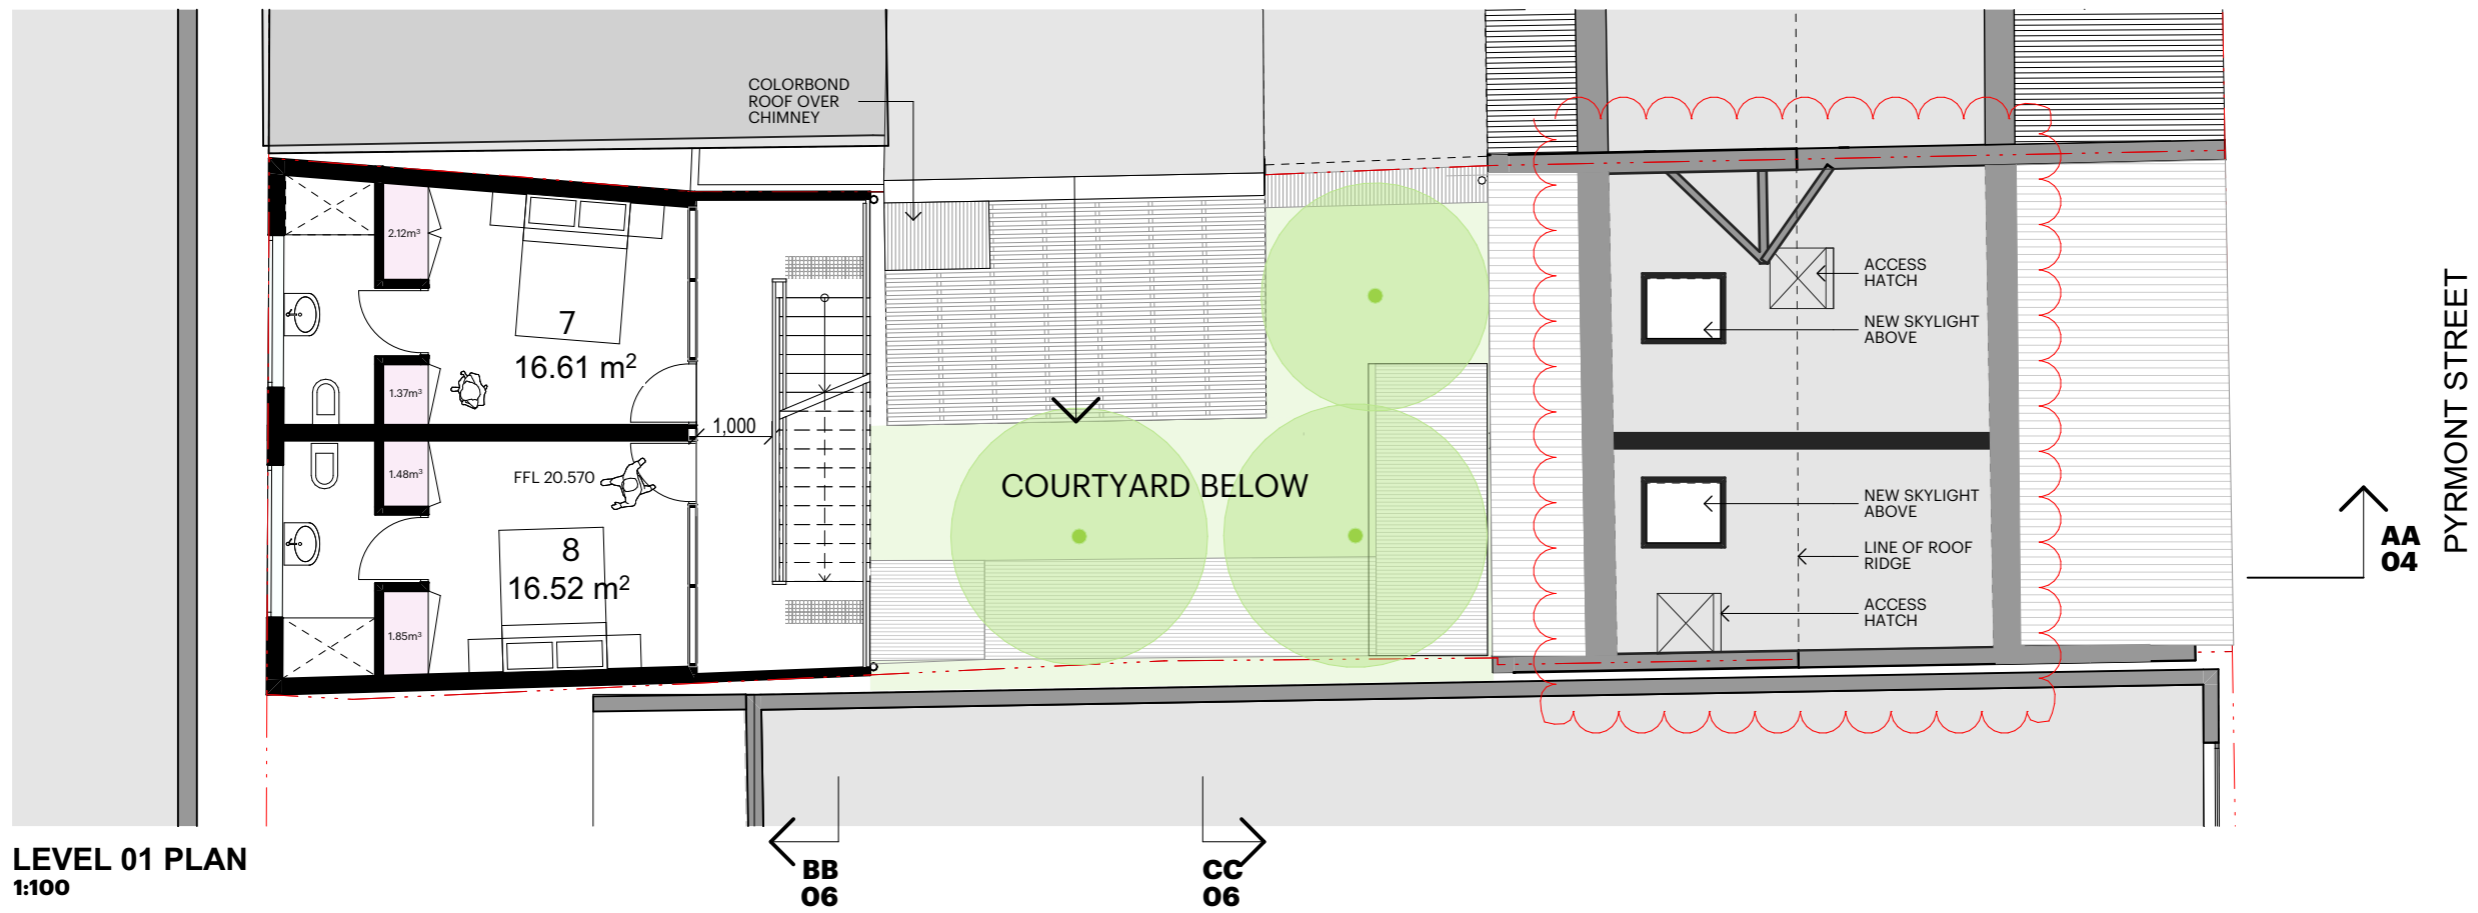 COLORBOND
ROOF OVER
CHIMNEY
2.12m³
7
16.61 m²
1.37m³
1,000
1.48m³
FFL 20.570
8
16.52 m²
1.85m³
COURTYARD BELOW
ACCESS
HATCH
NEW SKYLIGHT
ABOVE
NEW SKYLIGHT
ABOVE
LINE OF ROOF
RIDGE
ACCESS
HATCH
AA
04
PYRMONT STREET
BB
06
CC
06
LEVEL 01 PLAN
1:100